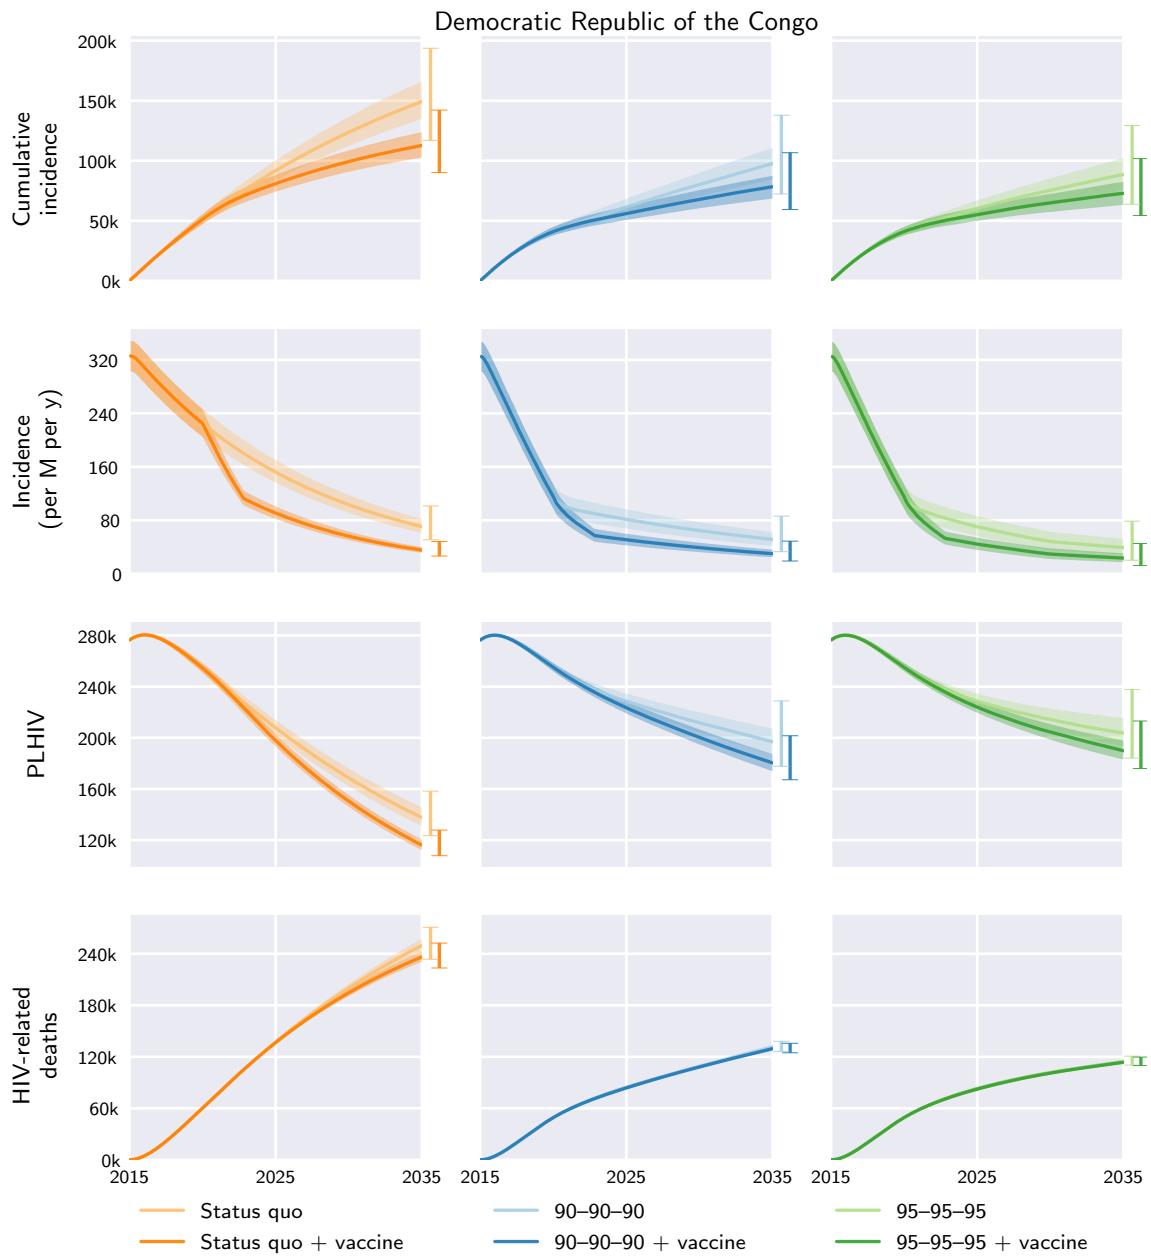 Democratic Republic of the Congo
Cumulative
incidence
200k
150k
100k
50k
0k
Incidence
(per M per y)
320
240
160
80
0
PLHIV
280k
240k
200k
160k
120k
HIV-related
deaths
240k
180k
120k
60k
0k
2015 2025 2035 2015 2025 2035 2015 2025 2035
Status quo 90–90–90 95–95–95
Status quo + vaccine 90–90–90 + vaccine 95–95–95 + vaccine